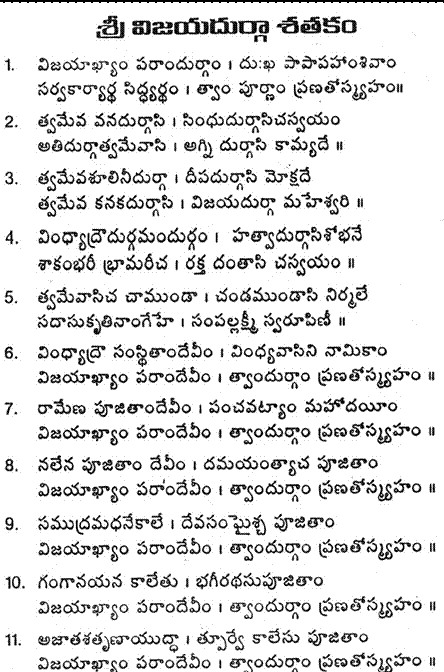 శ్రీ విజయదుర్గా శతకం
1. విజయాఖ్యాం పరాందుర్గాం । దుఃఖ పాపాపహాంశివాం
సర్వకార్యార్థ సిద్ధ్యర్థం । త్వాం పూర్ణాం ప్రణతోస్మ్యహం॥
2. త్వమేవ వనదుర్గాసి । సింధుదుర్గాసిచస్వయం
అతిదుర్గాత్వమేవాసి । అగ్ని దుర్గాసి కామ్యదే ॥
3. త్వమేవశూలినీదుర్గా । దీపదుర్గాసి మోక్షదే
త్వమేవ కనకదుర్గాసి । విజయదుర్గా మహేశ్వరి ॥
4. వింధ్యాద్రౌదుర్గమందుర్గం । హత్వాదుర్గాసిశోభనే
శాకంభరీ భ్రామరీచ । రక్త దంతాసి చస్వయం ॥
5. త్వమేవాసిచ చాముండా । చండముండాసి నిర్మలే
సదాసుకృతినాంగేహే । సంపల్లక్ష్మీ స్వరూపిణీ ॥
6. వింధ్యాద్రౌ సంస్థితాందేవీం । వింధ్యవాసిని నామికాం
విజయాఖ్యాం పరాందేవీం । త్వాందుర్గాం ప్రణతోస్మ్యహం ॥
7. రామేణ పూజితాందేవీం । పంచవట్యాం మహోదయీం
విజయాఖ్యాం పరాందేవీం । త్వాందుర్గాం ప్రణతోస్మ్యహం ॥
8. నలేన పూజితాం దేవీం । దమయంత్యాచ పూజితాం
విజయాఖ్యాం పరాందేవీం । త్వాందుర్గాం ప్రణతోస్మ్యహం ॥
9. సముద్రమధనేకాలే । దేవసంఘైశ్చ పూజితాం
విజయాఖ్యాం పరాందేవీం । త్వాందుర్గాం ప్రణతోస్మ్యహం ॥
10. గంగానయన కాలేతు । భగీరథసుపూజితాం
విజయాఖ్యాం పరాందేవీం । త్వాందుర్గాం ప్రణతోస్మ్యహం ॥
11. అజాతశతృణాయుద్ధా । త్పూర్వే కాలేసు పూజితాం
విజయాఖ్యాం పరాందేవీం । త్వాందుర్గాం ప్రణతోస్మ్యహం ॥